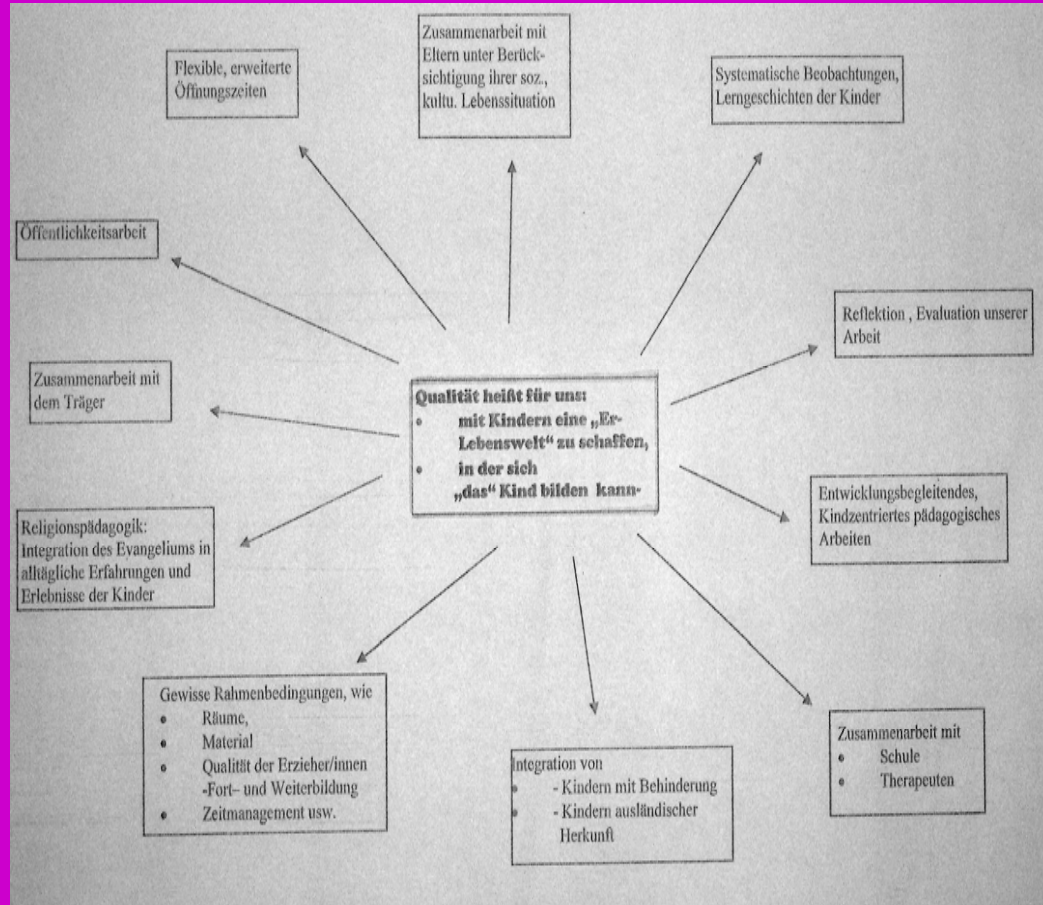 Flexible, erweiterte
Öffnungszeiten
Zusammenarbeit mit
Eltern unter Berück-
sichtigung ihrer soz.,
kultu. Lebenssituation
Systematische Beobachtungen,
Lerngeschichten der Kinder
Öffentlichkeitsarbeit
Reflektion , Evaluation unserer
Arbeit
Zusammenarbeit mit
dem Träger
Qualität heißt für uns:
• mit Kindern eine „Er-
Lebenswelt“ zu schaffen,
• in der sich
„das“ Kind bilden kann-
Entwicklungsbegleitendes,
Kindzentriertes pädagogisches
Arbeiten
Religionspädagogik:
Integration des Evangeliums in
alltägliche Erfahrungen und
Erlebnisse der Kinder
Gewisse Rahmenbedingungen, wie
• Räume,
• Material
• Qualität der Erzieher/innen
-Fort– und Weiterbildung
• Zeitmanagement usw.
Integration von
• - Kindern mit Behinderung
• - Kindern ausländischer
Herkunft
Zusammenarbeit mit
• Schule
• Therapeuten